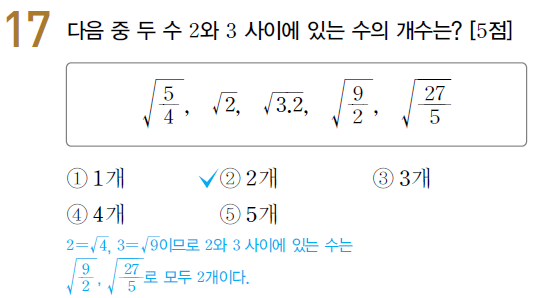 17 다음 중 두 수 2와 3 사이에 있는 수의 개수는? [5점]
√(5/4), √2, √3.2, √(9/2), √(27/5)
① 1개 ✓② 2개 ③ 3개
④ 4개 ⑤ 5개
2=√4, 3=√9이므로 2와 3 사이에 있는 수는
√(9/2), √(27/5)로 모두 2개이다.